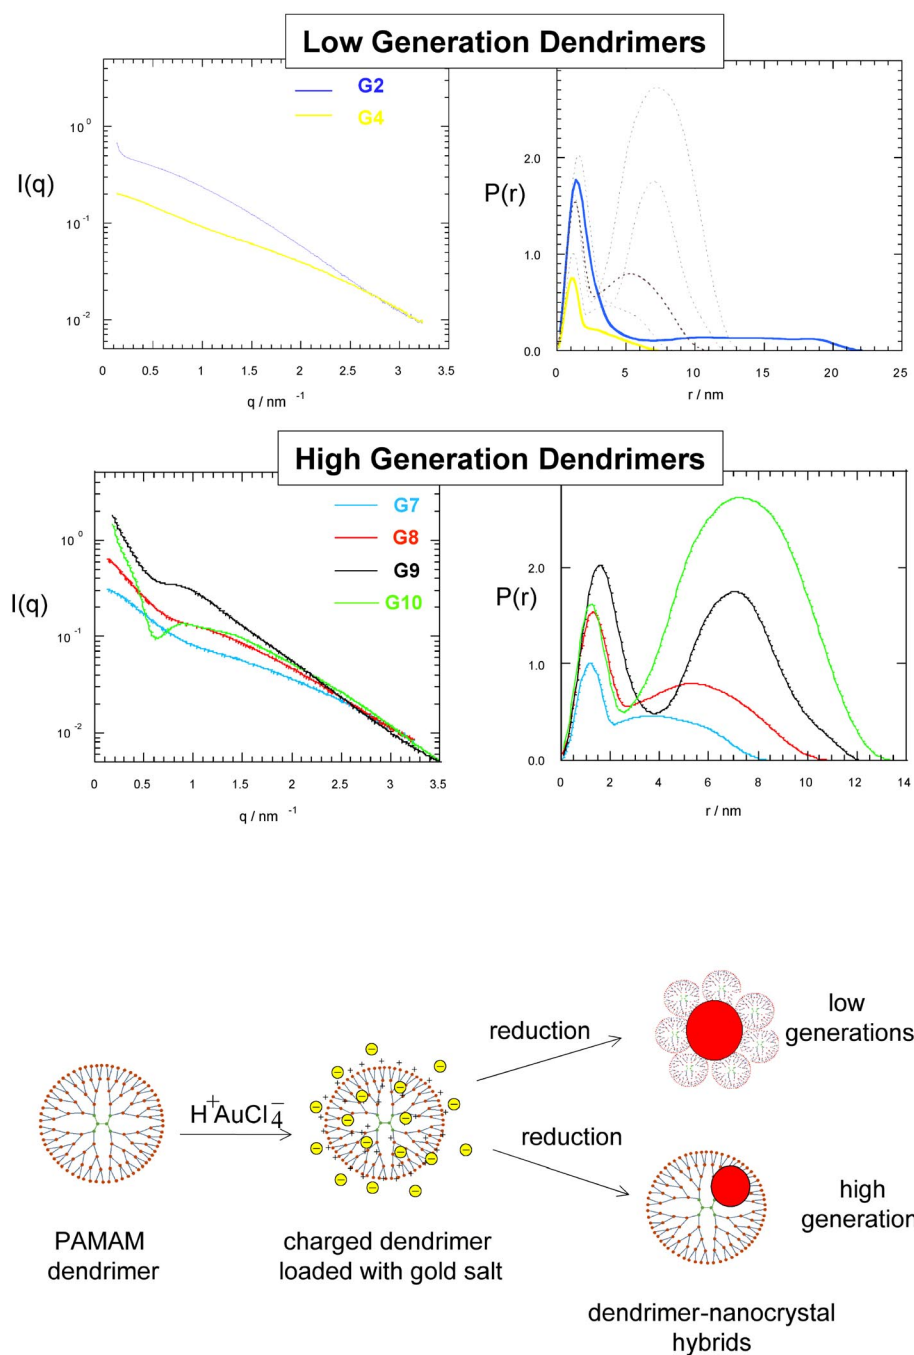 Low Generation Dendrimers
G2
G4
I(q)
10⁰
10⁻¹
10⁻²
0 0.5 1 1.5 2 2.5 3 3.5
q / nm ⁻¹
P(r)
2.0
1.0
0.0
0 5 10 15 20 25
r / nm
High Generation Dendrimers
G7
G8
G9
G10
I(q)
10⁰
10⁻¹
10⁻²
0 0.5 1 1.5 2 2.5 3 3.5
q / nm ⁻¹
P(r)
2.0
1.0
0.0
0 2 4 6 8 10 12 14
r / nm
reduction
low
generations
H⁺AuCl₄⁻
reduction
high
generation
PAMAM
dendrimer
charged dendrimer
loaded with gold salt
dendrimer-nanocrystal
hybrids